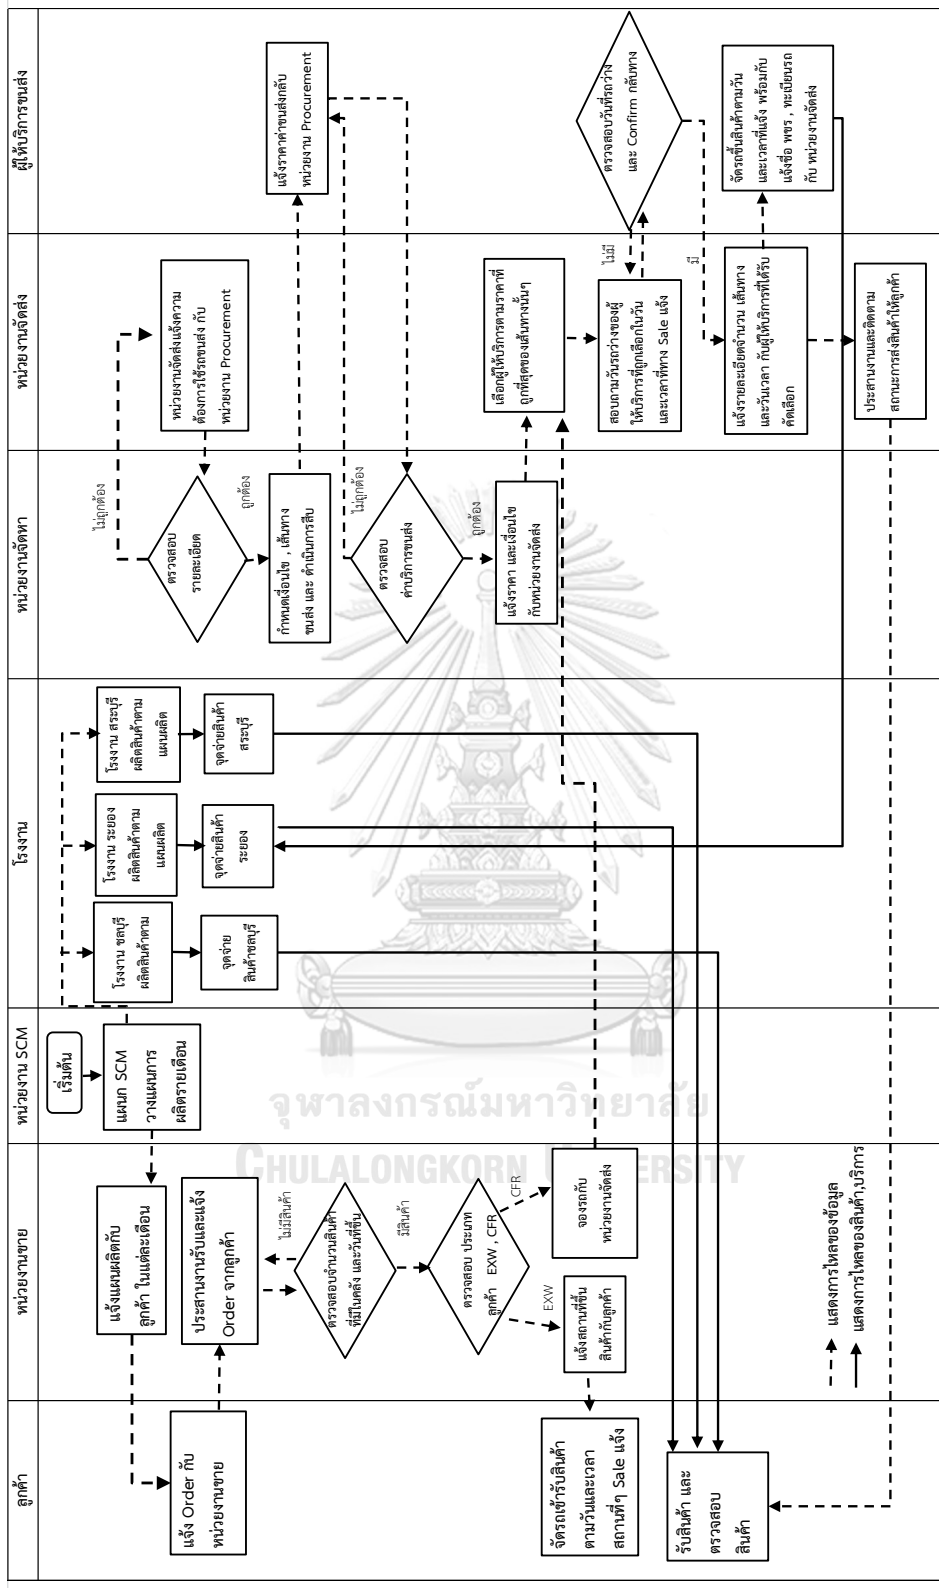 ลูกค้า
หน่วยงานขาย
หน่วยงาน SCM
โรงงาน
หน่วยงานจัดหา
หน่วยงานจัดส่ง
ผู้ให้บริการขนส่ง
เริ่มต้น
แผนก SCM
วางแผนการ
ผลิตรายเดือน
แจ้งแผนผลิตกับ
ลูกค้า ในแต่ละเดือน
แจ้ง Order กับ
หน่วยงานขาย
ประสานงานรับและแจ้ง
Order จากลูกค้า
ไม่มีสินค้า
ตรวจสอบจำนวนสินค้า
ที่มีในคลัง และวันที่ขึ้น
มีสินค้า
ตรวจสอบ ประเภท
ลูกค้า EXW , CFR
CFR
EXW
จองรถกับ
หน่วยงานจัดส่ง
แจ้งสถานที่ขึ้น
สินค้ากับลูกค้า
จัดรถเข้ารับสินค้า
ตามวันและเวลา
สถานที่ๆ Sale แจ้ง
รับสินค้า และ
ตรวจสอบ
สินค้า
โรงงาน ชลบุรี
ผลิตสินค้าตาม
จุดจ่าย
สินค้าชลบุรี
โรงงาน ระยอง
ผลิตสินค้าตาม
แผนผลิต
จุดจ่ายสินค้า
ระยอง
โรงงาน สระบุรี
ผลิตสินค้าตาม
แผนผลิต
จุดจ่ายสินค้า
สระบุรี
หน่วยงานจัดส่งแจ้งความ
ต้องการใช้รถขนส่ง กับ
หน่วยงาน Procurement
ไม่ถูกต้อง
ตรวจสอบ
รายละเอียด
ถูกต้อง
กำหนดเงื่อนไข , เส้นทาง
ขนส่ง และ ดำเนินการสืบ
แจ้งราคาค่าขนส่งกลับ
หน่วยงาน Procurement
ไม่ถูกต้อง
ตรวจสอบ
ค่าบริการขนส่ง
ถูกต้อง
แจ้งราคา และเงื่อนไข
กับหน่วยงานจัดส่ง
เลือกผู้ให้บริการตามราคาที่
ถูกที่สุดของเส้นทางนั้นๆ
สอบถามวันรถว่างของผู้
ให้บริการที่ถูกเลือกในวัน
และเวลาที่ทาง Sale แจ้ง
ไม่มี
ตรวจสอบวันที่รถว่าง
และ Confirm กลับทาง
มี
แจ้งรายละเอียดจำนวน เส้นทาง
และวันเวลา กับผู้ให้บริการที่ได้รับ
คัดเลือก
จัดรถขึ้นสินค้าตามวัน
และเวลาที่แจ้ง พร้อมกับ
แจ้งชื่อ พขร , ทะเบียนรถ
กับ หน่วยงานจัดส่ง
ประสานงานและติดตาม
สถานะการส่งสินค้าให้ลูกค้า
แสดงการไหลของข้อมูล
แสดงการไหลของสินค้า,บริการ
จุฬาลงกรณ์มหาวิทยาลัย